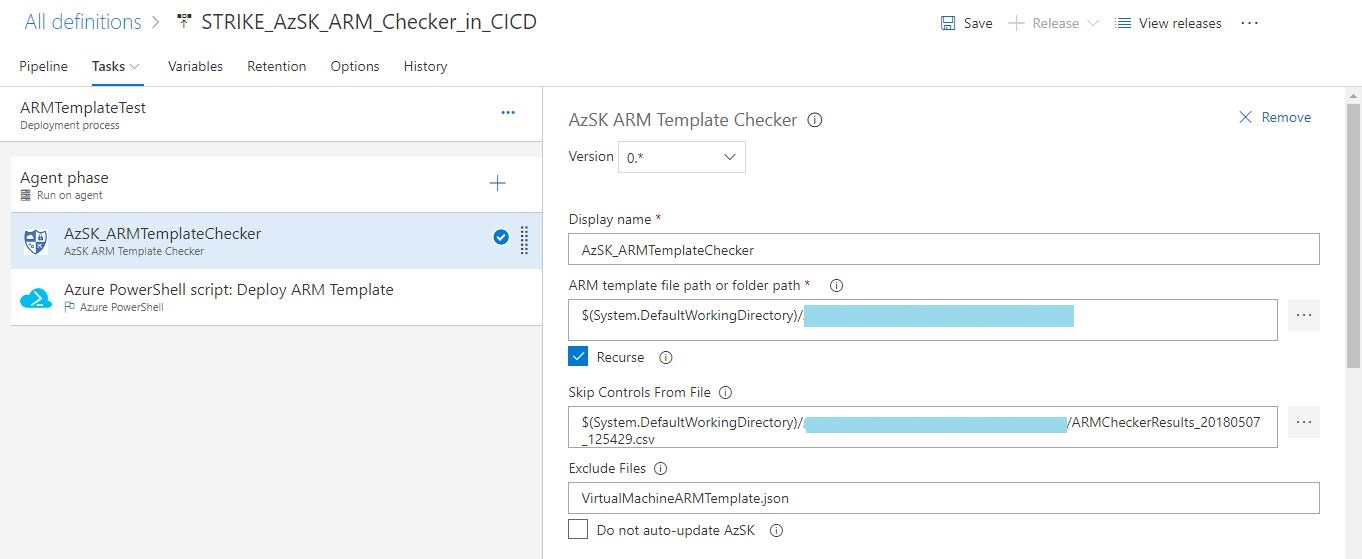 All definitions > STRIKE_AzSK_ARM_Checker_in_CICD
Save
Release
View releases
Pipeline
Tasks
Variables
Retention
Options
History
ARMTemplateTest
Deployment process
Agent phase
Run on agent
AzSK_ARMTemplateChecker
AzSK ARM Template Checker
Azure PowerShell script: Deploy ARM Template
Azure PowerShell
AzSK ARM Template Checker
Remove
Version 0.*
Display name *
AzSK_ARMTemplateChecker
ARM template file path or folder path *
$(System.DefaultWorkingDirectory)/
Recurse
Skip Controls From File
$(System.DefaultWorkingDirectory)/ /ARMCheckerResults_20180507
_125429.csv
Exclude Files
VirtualMachineARMTemplate.json
Do not auto-update AzSK